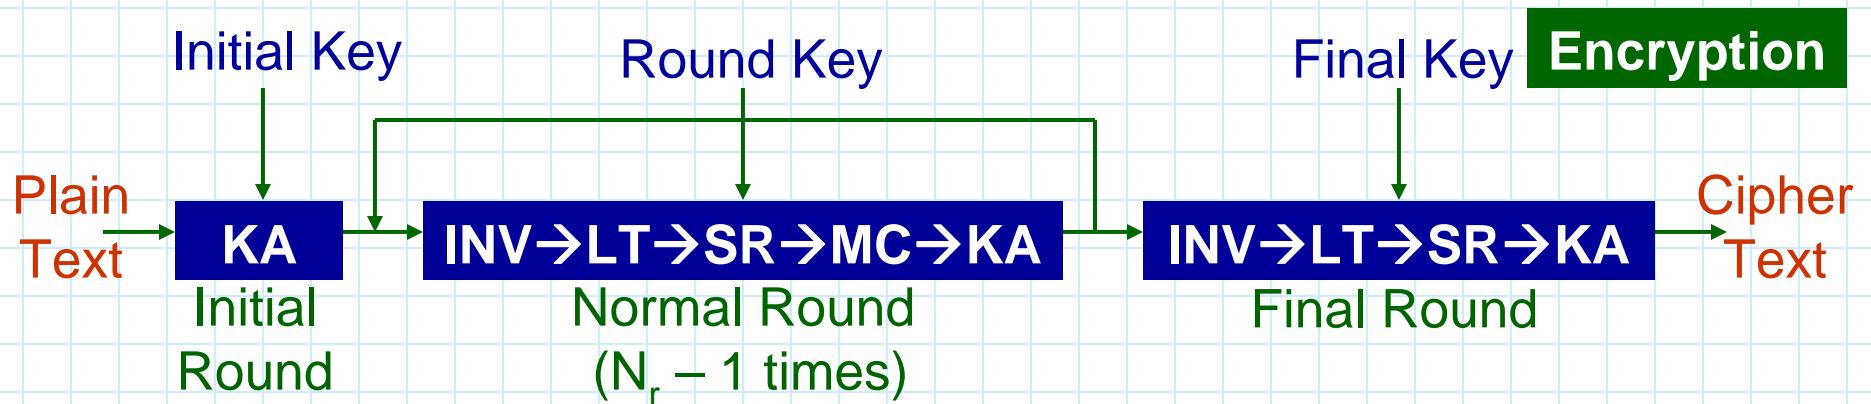 Initial Key
Round Key
Final Key
Encryption
Plain
Text
KA
INV→LT→SR→MC→KA
INV→LT→SR→KA
Cipher
Text
Initial
Round
Normal Round
(Nr – 1 times)
Final Round